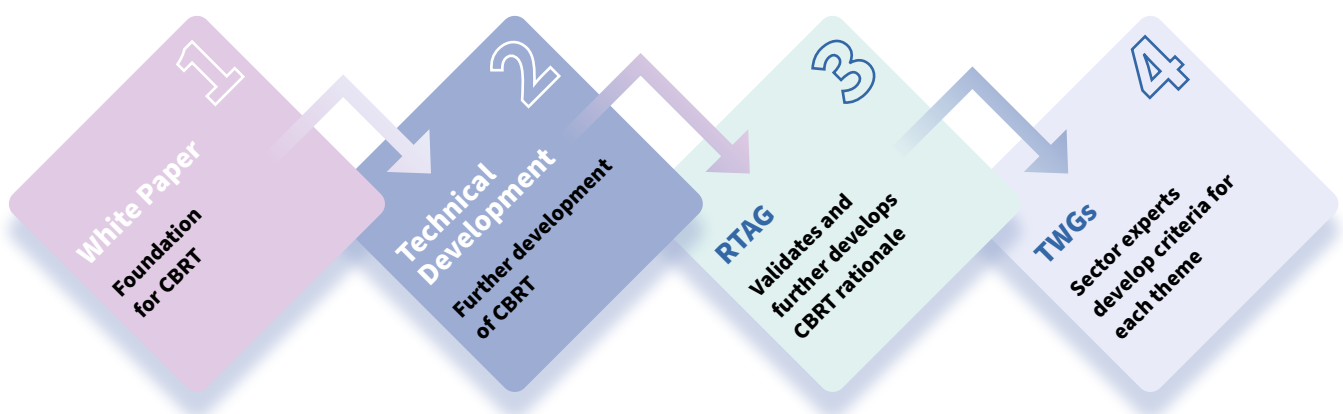 1
White Paper
Foundation
for CBRT
2
Technical
Development
Further development
of CBRT
3
RTAG
Validates and
further develops
CBRT rationale
4
TWGs
Sector experts
develop criteria for
each theme